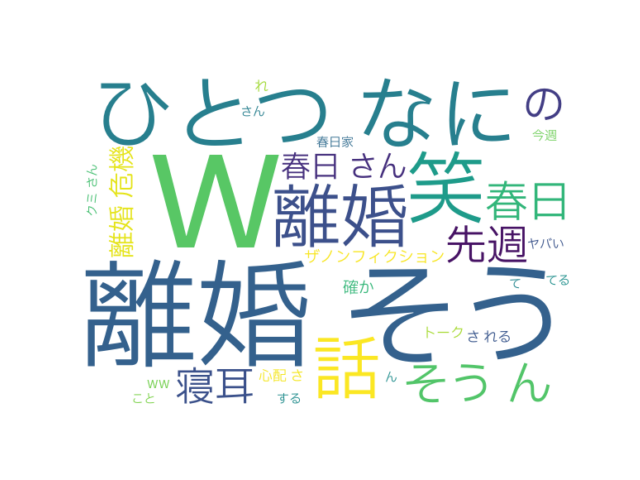 ひとつ なに
の
れ
さん
今週
春日家
W
春日 さん
笑
離婚 危機
クミ さん
離婚
春日
先週
ヤバい
ザノンフィクション
離婚 そう
確か
て
てる
トーク
さ れる
話
ww
寝耳
心配 さ
ん
そう ん
こと
する